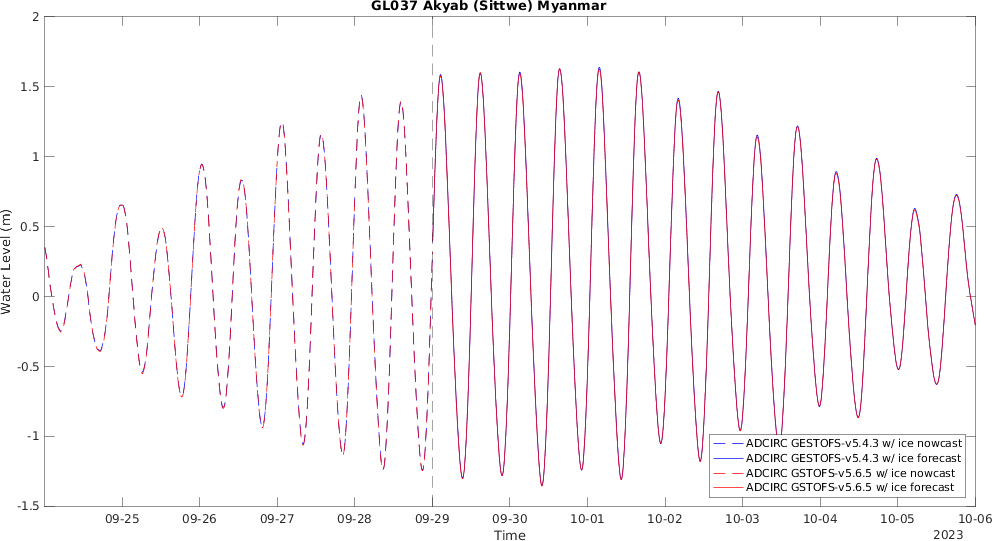 GL037 Akyab (Sittwe) Myanmar
2
1.5
1
0.5
0
-0.5
-1
-1.5
Water Level (m)
ADCIRC GESTOFS-v5.4.3 w/ ice nowcast
ADCIRC GESTOFS-v5.4.3 w/ ice forecast
ADCIRC GSTOFS-v5.6.5 w/ ice nowcast
ADCIRC GSTOFS-v5.6.5 w/ ice forecast
09-25 09-26 09-27 09-28 09-29 09-30 10-01 10-02 10-03 10-04 10-05 10-06
Time 2023